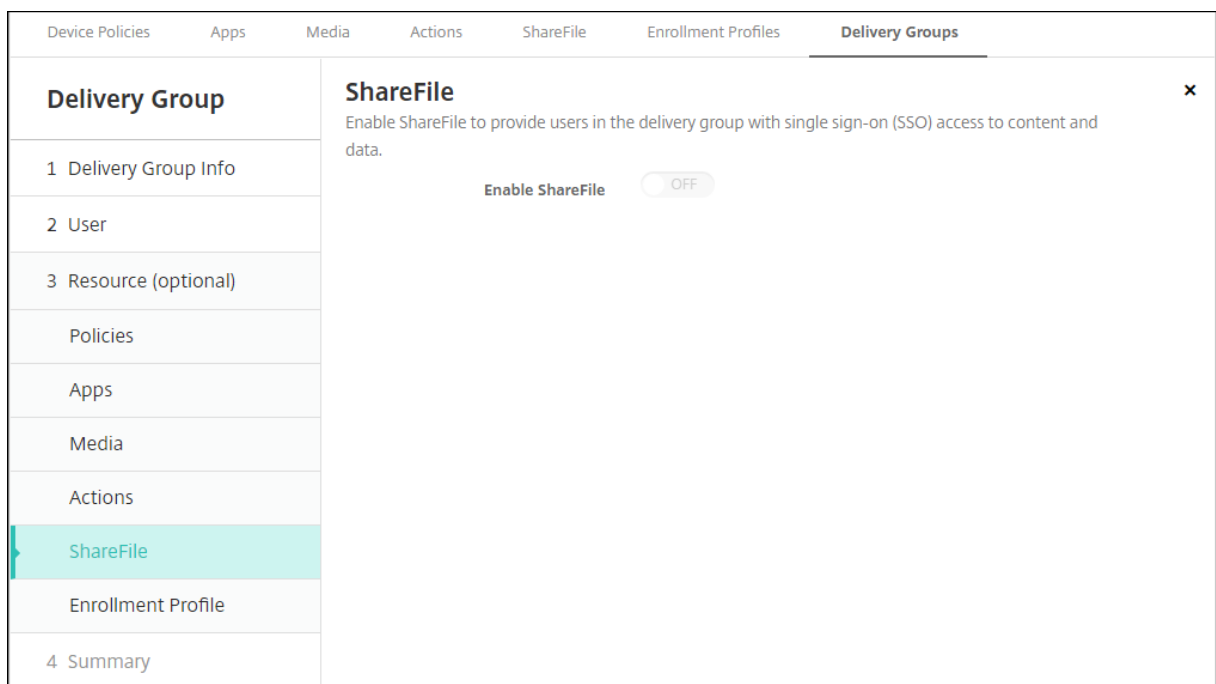 Device Policies Apps Media Actions ShareFile Enrollment Profiles Delivery Groups
Delivery Group
1 Delivery Group Info
2 User
3 Resource (optional)
Policies
Apps
Media
Actions
ShareFile
Enrollment Profile
4 Summary
ShareFile
Enable ShareFile to provide users in the delivery group with single sign-on (SSO) access to content and
data.
Enable ShareFile OFF